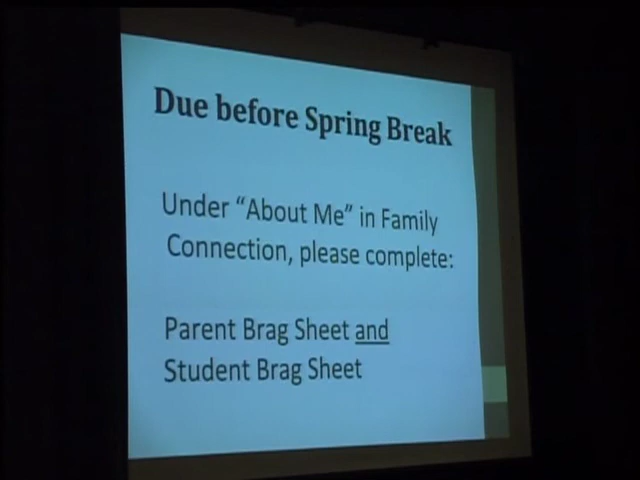 Due before Spring Break
Under “About Me” in Family
Connection, please complete:
Parent Brag Sheet and
Student Brag Sheet